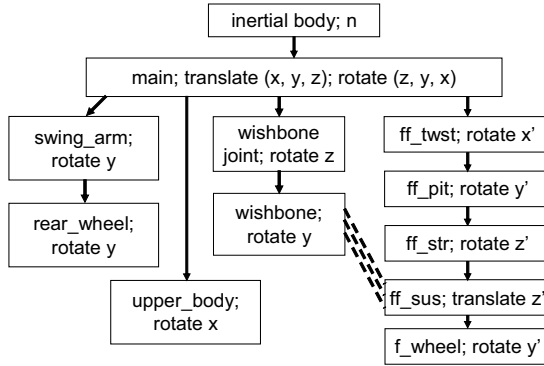 inertial body; n
main; translate (x, y, z); rotate (z, y, x)
swing_arm;
rotate y
rear_wheel;
rotate y
upper_body;
rotate x
wishbone
joint; rotate z
wishbone;
rotate y
ff_twst; rotate x’
ff_pit; rotate y’
ff_str; rotate z’
ff_sus; translate z’
f_wheel; rotate y’